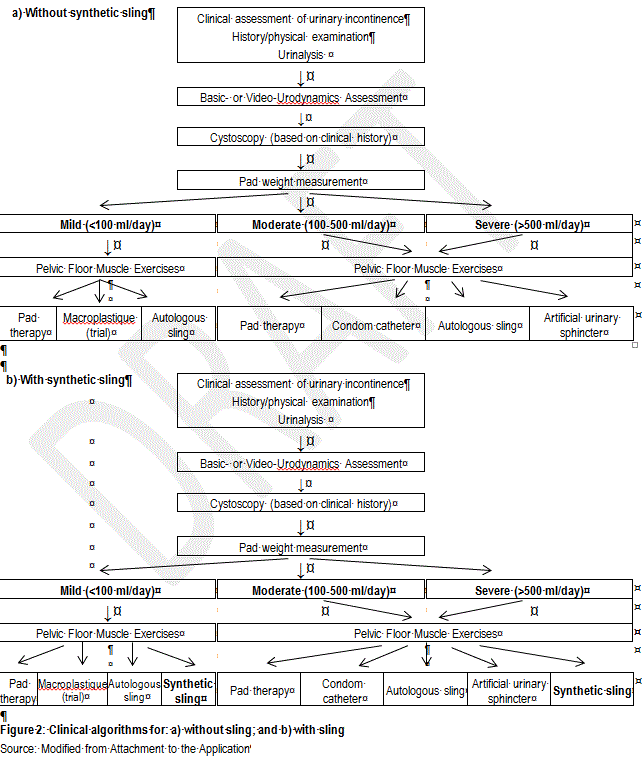 a) Without synthetic sling¶
Clinical assessment of urinary incontinence¶
History/physical examination¶
Urinalysis ¤
↓¤
Basic- or Video-Urodynamics Assessment¤
↓¤
Cystoscopy (based on clinical history)¤
↓¤
Pad weight measurement¤
↓¤
Mild (<100 ml/day)¤ Moderate (100-500 ml/day)¤ Severe (>500 ml/day)¤ ¤
↓¤ ¤ ¤ ¤
Pelvic Floor Muscle Exercises¤ Pelvic Floor Muscle Exercises¤ ¤
¶ ¶
¤ ¤ ¤
Pad therapy¤ Macroplastique (trial)¤ Autologous sling¤ Pad therapy¤ Condom catheter¤ Autologous sling¤ Artificial urinary sphincter¤ ¤
¶
¶
b) With synthetic sling¶
Clinical assessment of urinary incontinence¶
¤ History/physical examination¶
Urinalysis ¤
¤ ↓¤
¤ Basic- or Video-Urodynamics Assessment¤
¤ ↓¤
¤ Cystoscopy (based on clinical history)¤
¤ ↓¤
¤ Pad weight measurement¤
¤ ↓¤
Mild (<100 ml/day)¤ Moderate (100-500 ml/day)¤ Severe (>500 ml/day)¤ ¤
↓¤ ¤ ¤ ¤
Pelvic Floor Muscle Exercises¤ Pelvic Floor Muscle Exercises¤ ¤
¶ ¶
¤ ¤ ¤
Pad therapy Macroplastique (trial)¤ Autologous sling¤ Synthetic sling¤ Pad therapy¤ Condom catheter¤ Autologous sling¤ Artificial urinary sphincter¤ Synthetic sling ¤
¶
Figure 2: Clinical algorithms for: a) without sling; and b) with sling
Source: Modified from Attachment to the Application
DRAFT